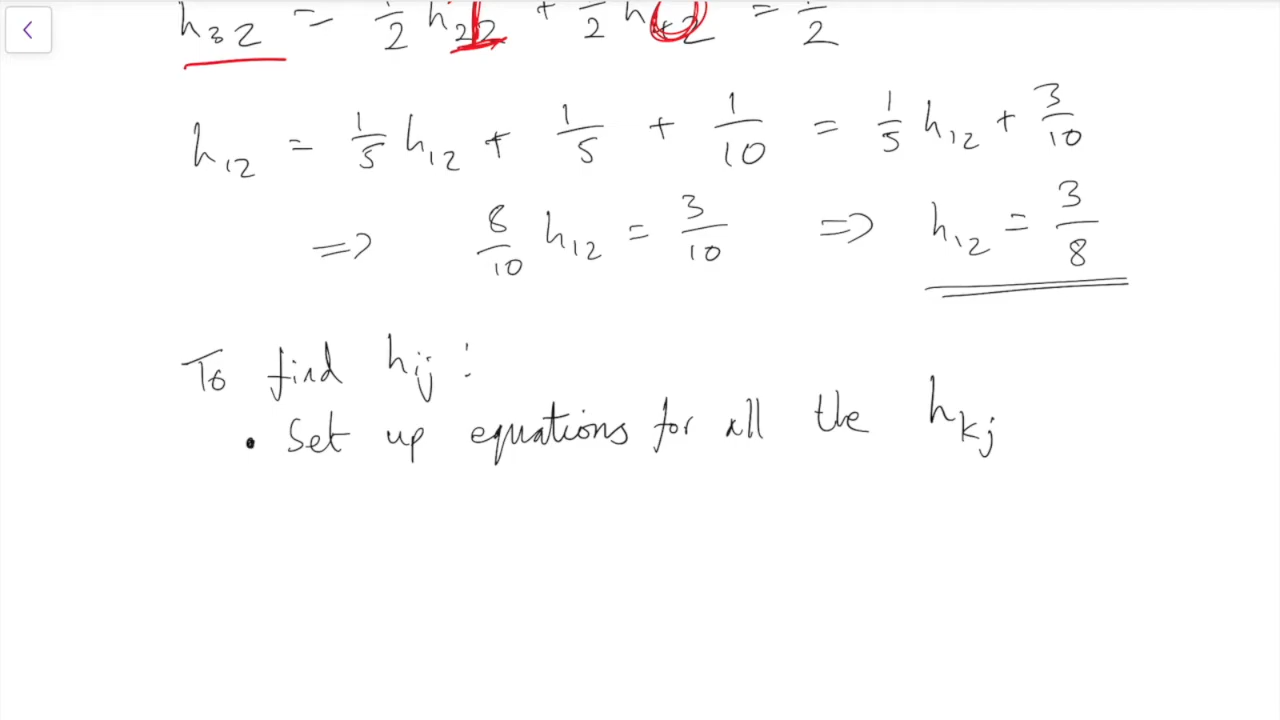 h₃₂ = 1/2 h₂₂ + 1/2 h = 1/2
h₁₂ = 1/5 h₁₂ + 1/5 + 1/10 = 1/5 h₁₂ + 3/10
=> 8/10 h₁₂ = 3/10 => h₁₂ = 3/8
To find hᵢⱼ :
• Set up equations for all the hₖⱼ